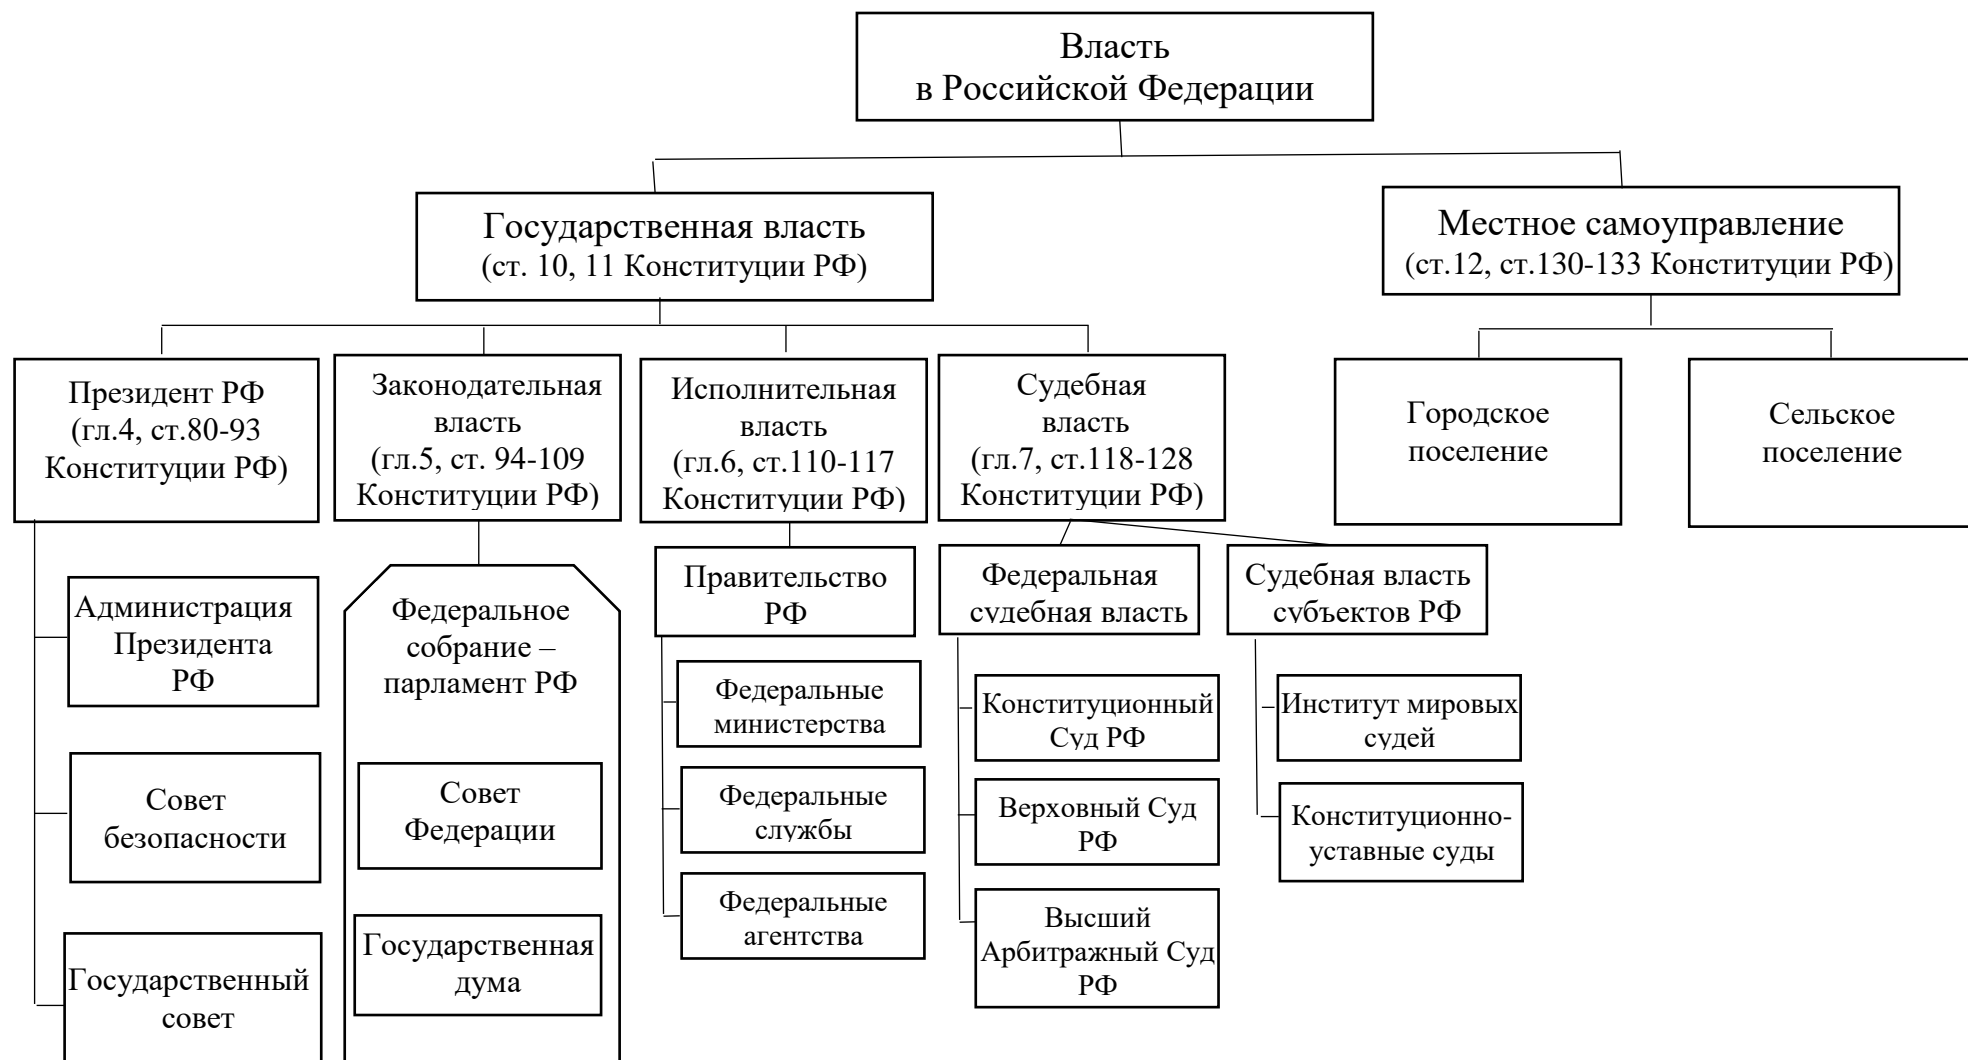 Власть
в Российской Федерации
Государственная власть
(ст. 10, 11 Конституции РФ)
Местное самоуправление
(ст.12, ст.130-133 Конституции РФ)
Президент РФ
(гл.4, ст.80-93
Конституции РФ)
Законодательная
власть
(гл.5, ст. 94-109
Конституции РФ)
Исполнительная
власть
(гл.6, ст.110-117
Конституции РФ)
Судебная
власть
(гл.7, ст.118-128
Конституции РФ)
Городское
поселение
Сельское
поселение
Администрация
Президента
РФ
Совет
безопасности
Государственный
совет
Федеральное
собрание –
парламент РФ
Совет
Федерации
Государственная
дума
Правительство
РФ
Федеральные
министерства
Федеральные
службы
Федеральные
агентства
Федеральная
судебная власть
Конституционный
Суд РФ
Верховный Суд
РФ
Высший
Арбитражный Суд
РФ
Судебная власть
субъектов РФ
Институт мировых
судей
Конституционно-
уставные суды